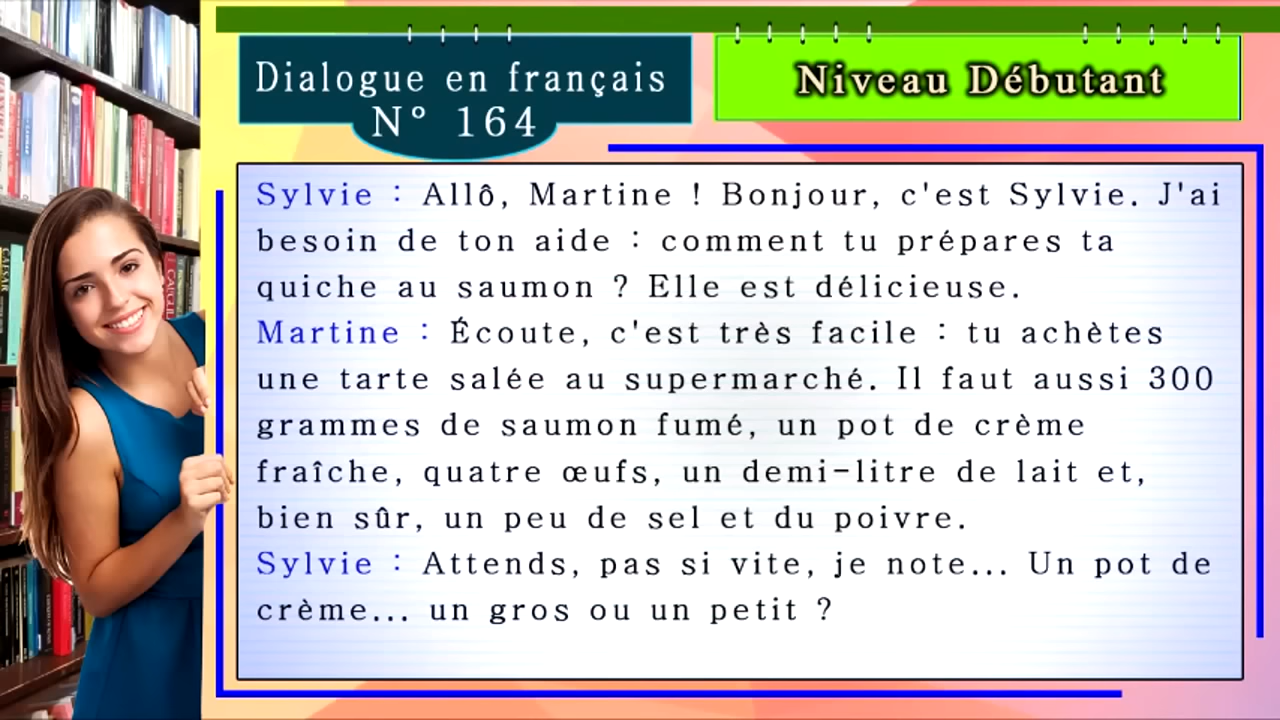 Dialogue en français
N° 164
Niveau Débutant
Sylvie : Allô, Martine ! Bonjour, c'est Sylvie. J'ai
besoin de ton aide : comment tu prépares ta
quiche au saumon ? Elle est délicieuse.
Martine : Écoute, c'est très facile : tu achètes
une tarte salée au supermarché. Il faut aussi 300
grammes de saumon fumé, un pot de crème
fraîche, quatre œufs, un demi-litre de lait et,
bien sûr, un peu de sel et du poivre.
Sylvie : Attends, pas si vite, je note... Un pot de
crème... un gros ou un petit ?